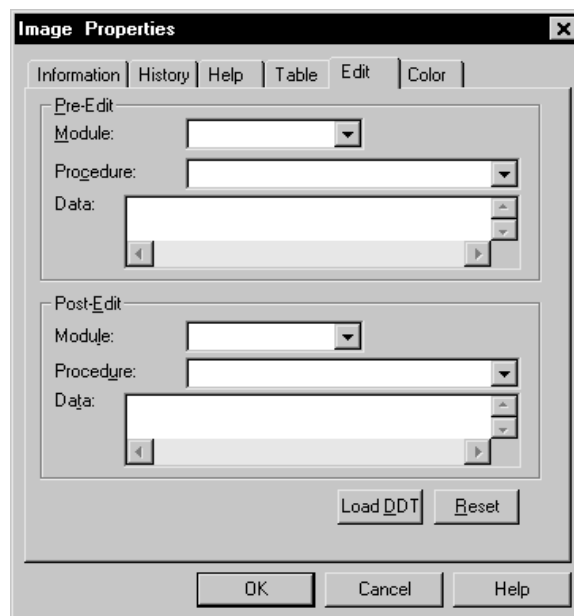 Image Properties
Information History Help Table Edit Color
Pre-Edit
Module:
Procedure:
Data:
Post-Edit
Module:
Procedure:
Data:
Load DDT Reset
OK Cancel Help